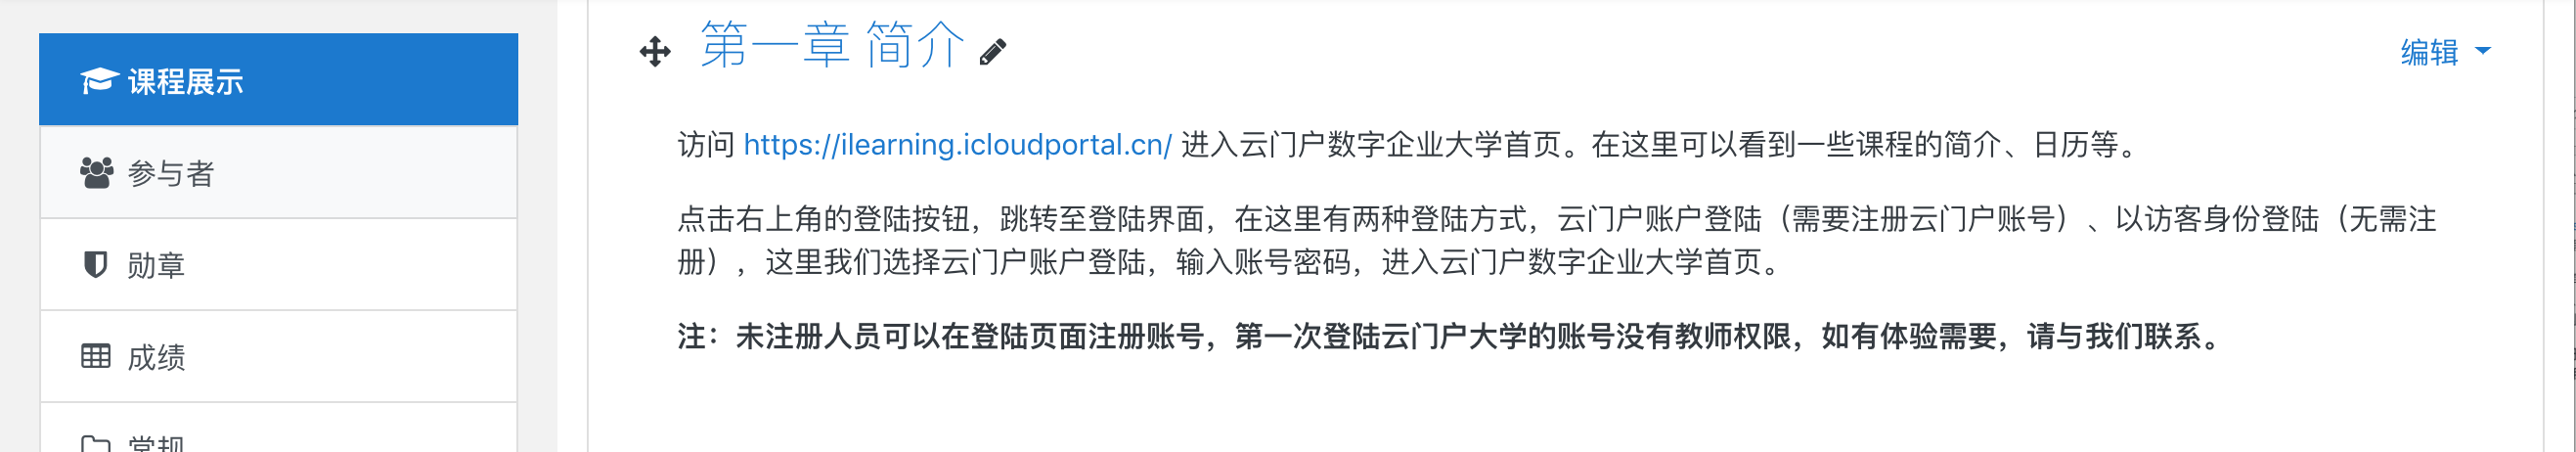 课程展示
参与者
勋章
成绩
常规
第一章 简介
编辑
访问 https://ilearning.icloudportal.cn/ 进入云门户数字企业大学首页。在这里可以看到一些课程的简介、日历等。
点击右上角的登陆按钮，跳转至登陆界面，在这里有两种登陆方式，云门户账户登陆（需要注册云门户账号）、以访客身份登陆（无需注
册），这里我们选择云门户账户登陆，输入账号密码，进入云门户数字企业大学首页。
注：未注册人员可以在登陆页面注册账号，第一次登陆云门户大学的账号没有教师权限，如有体验需要，请与我们联系。